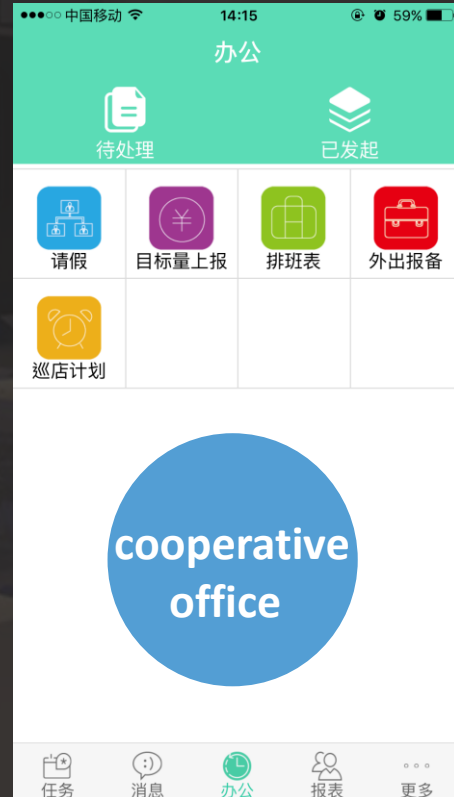 中国移动 14:15 59%
办公
待处理 已发起
请假 目标量上报 排班表 外出报备
巡店计划
cooperative
office
任务 消息 办公 报表 更多